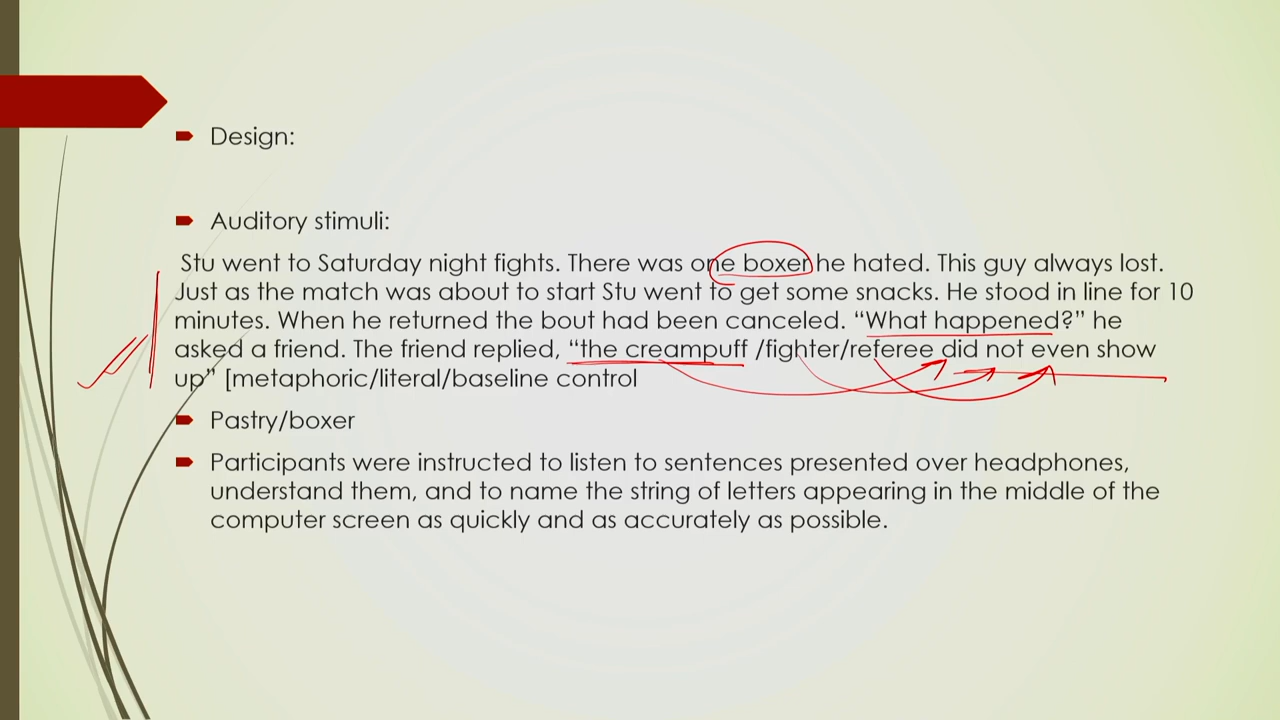 Design:
Auditory stimuli:
Stu went to Saturday night fights. There was one boxer he hated. This guy always lost.
Just as the match was about to start Stu went to get some snacks. He stood in line for 10
minutes. When he returned the bout had been canceled. “What happened?” he
asked a friend. The friend replied, “the creampuff /fighter/referee did not even show
up” [metaphoric/literal/baseline control
Pastry/boxer
Participants were instructed to listen to sentences presented over headphones,
understand them, and to name the string of letters appearing in the middle of the
computer screen as quickly and as accurately as possible.